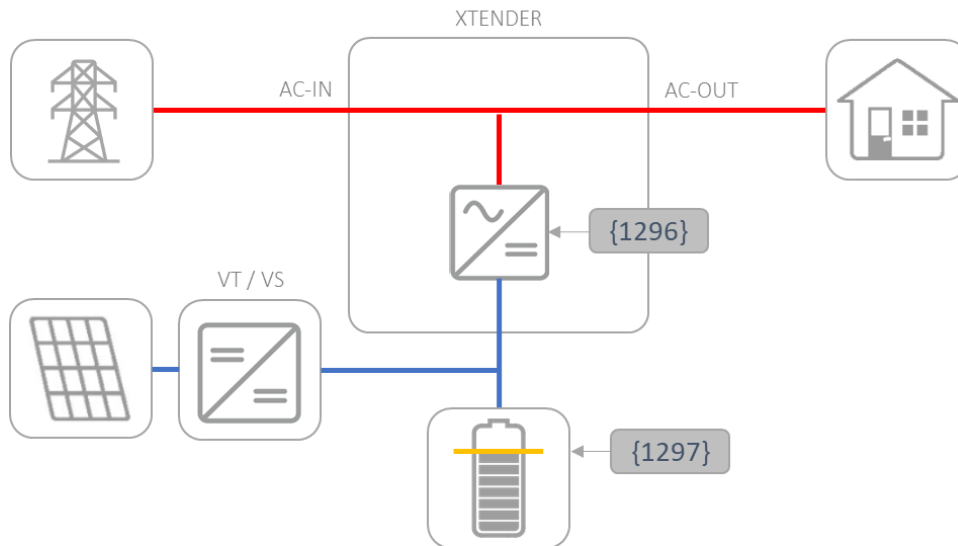 XTENDER
AC-IN
AC-OUT
{1296}
VT / VS
{1297}